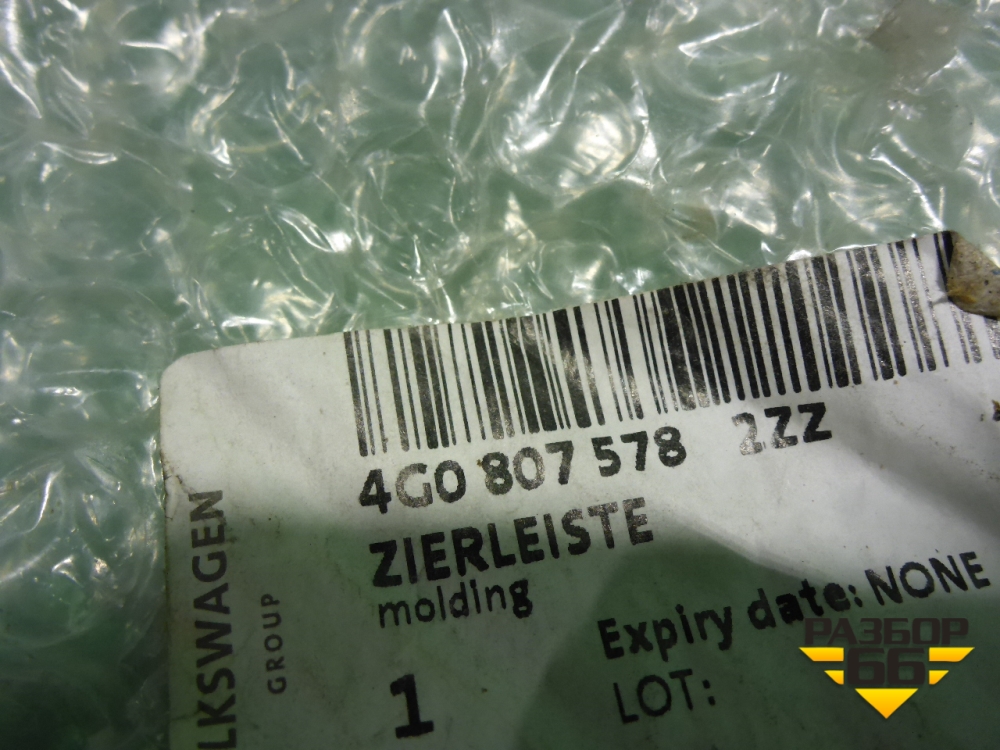 4G0 807 578 2ZZ
ZIERLEISTE
molding
Expiry date: NONE
1
LOT:
LKSWAGEN
GROUP
РАЗБОР
66